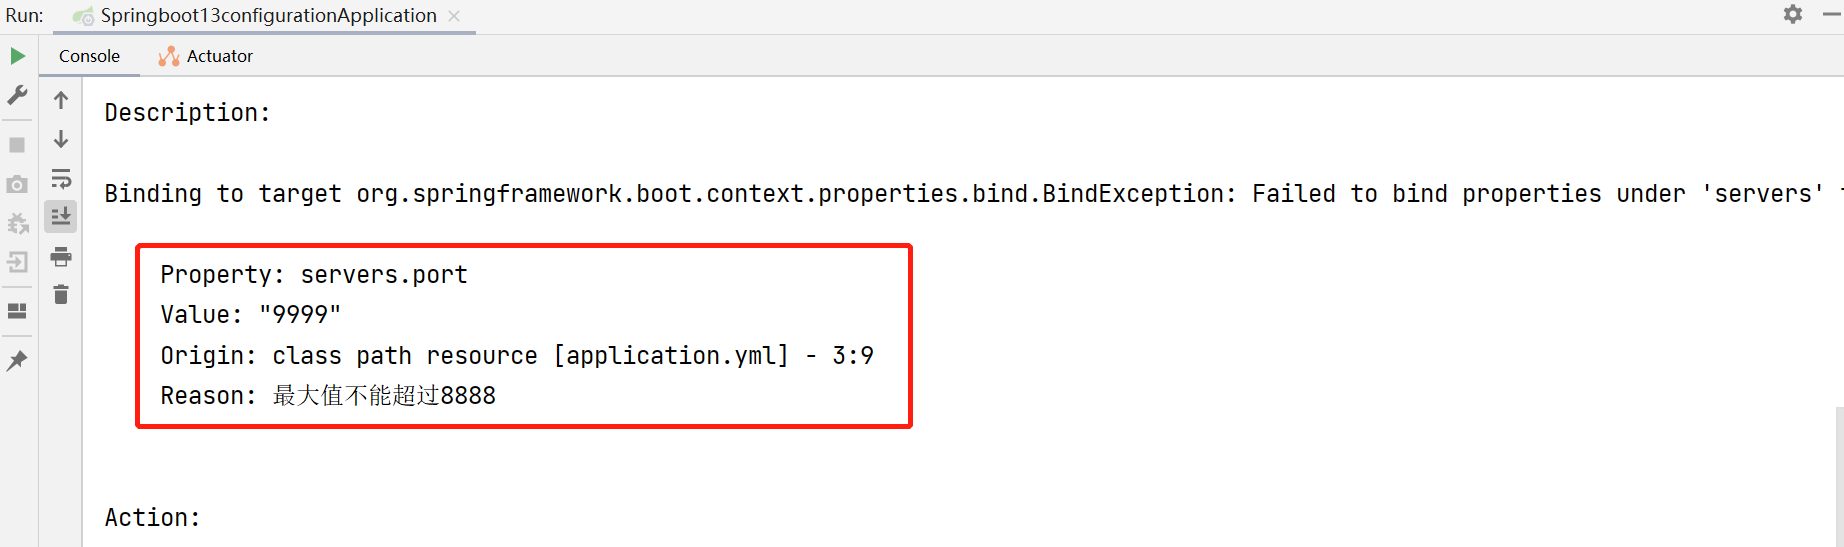 Run: Springboot13configurationApplication
Console Actuator
Description:
Binding to target org.springframework.boot.context.properties.bind.BindException: Failed to bind properties under 'servers'
Property: servers.port
Value: "9999"
Origin: class path resource [application.yml] - 3:9
Reason: 最大值不能超过8888
Action: